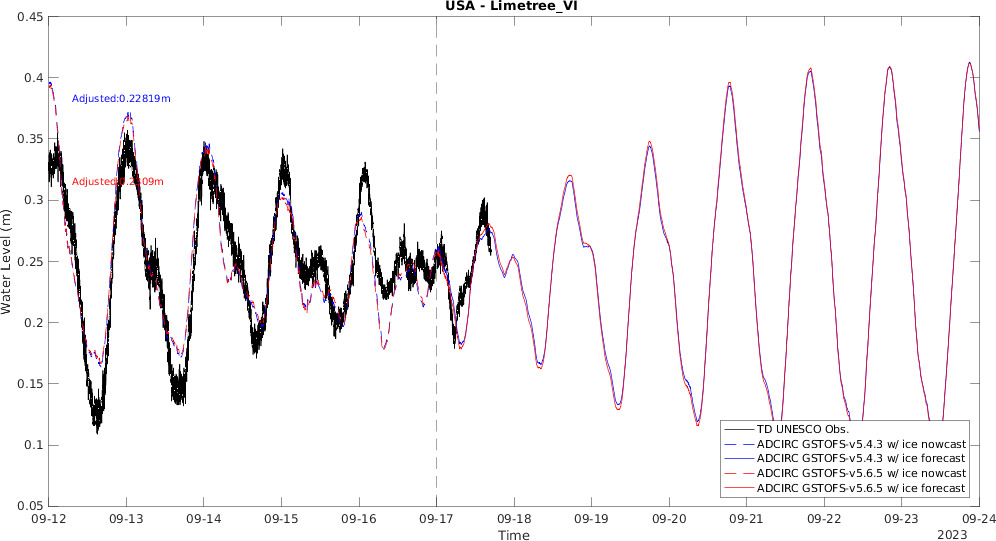 USA - Limetree_VI
0.45
0.4
0.35
0.3
0.25
0.2
0.15
0.1
0.05
Water Level (m)
Adjusted:0.22819m
Adjusted:0.2309m
TD UNESCO Obs.
ADCIRC GSTOFS-v5.4.3 w/ ice nowcast
ADCIRC GSTOFS-v5.4.3 w/ ice forecast
ADCIRC GSTOFS-v5.6.5 w/ ice nowcast
ADCIRC GSTOFS-v5.6.5 w/ ice forecast
09-12 09-13 09-14 09-15 09-16 09-17 09-18 09-19 09-20 09-21 09-22 09-23 09-24
Time
2023